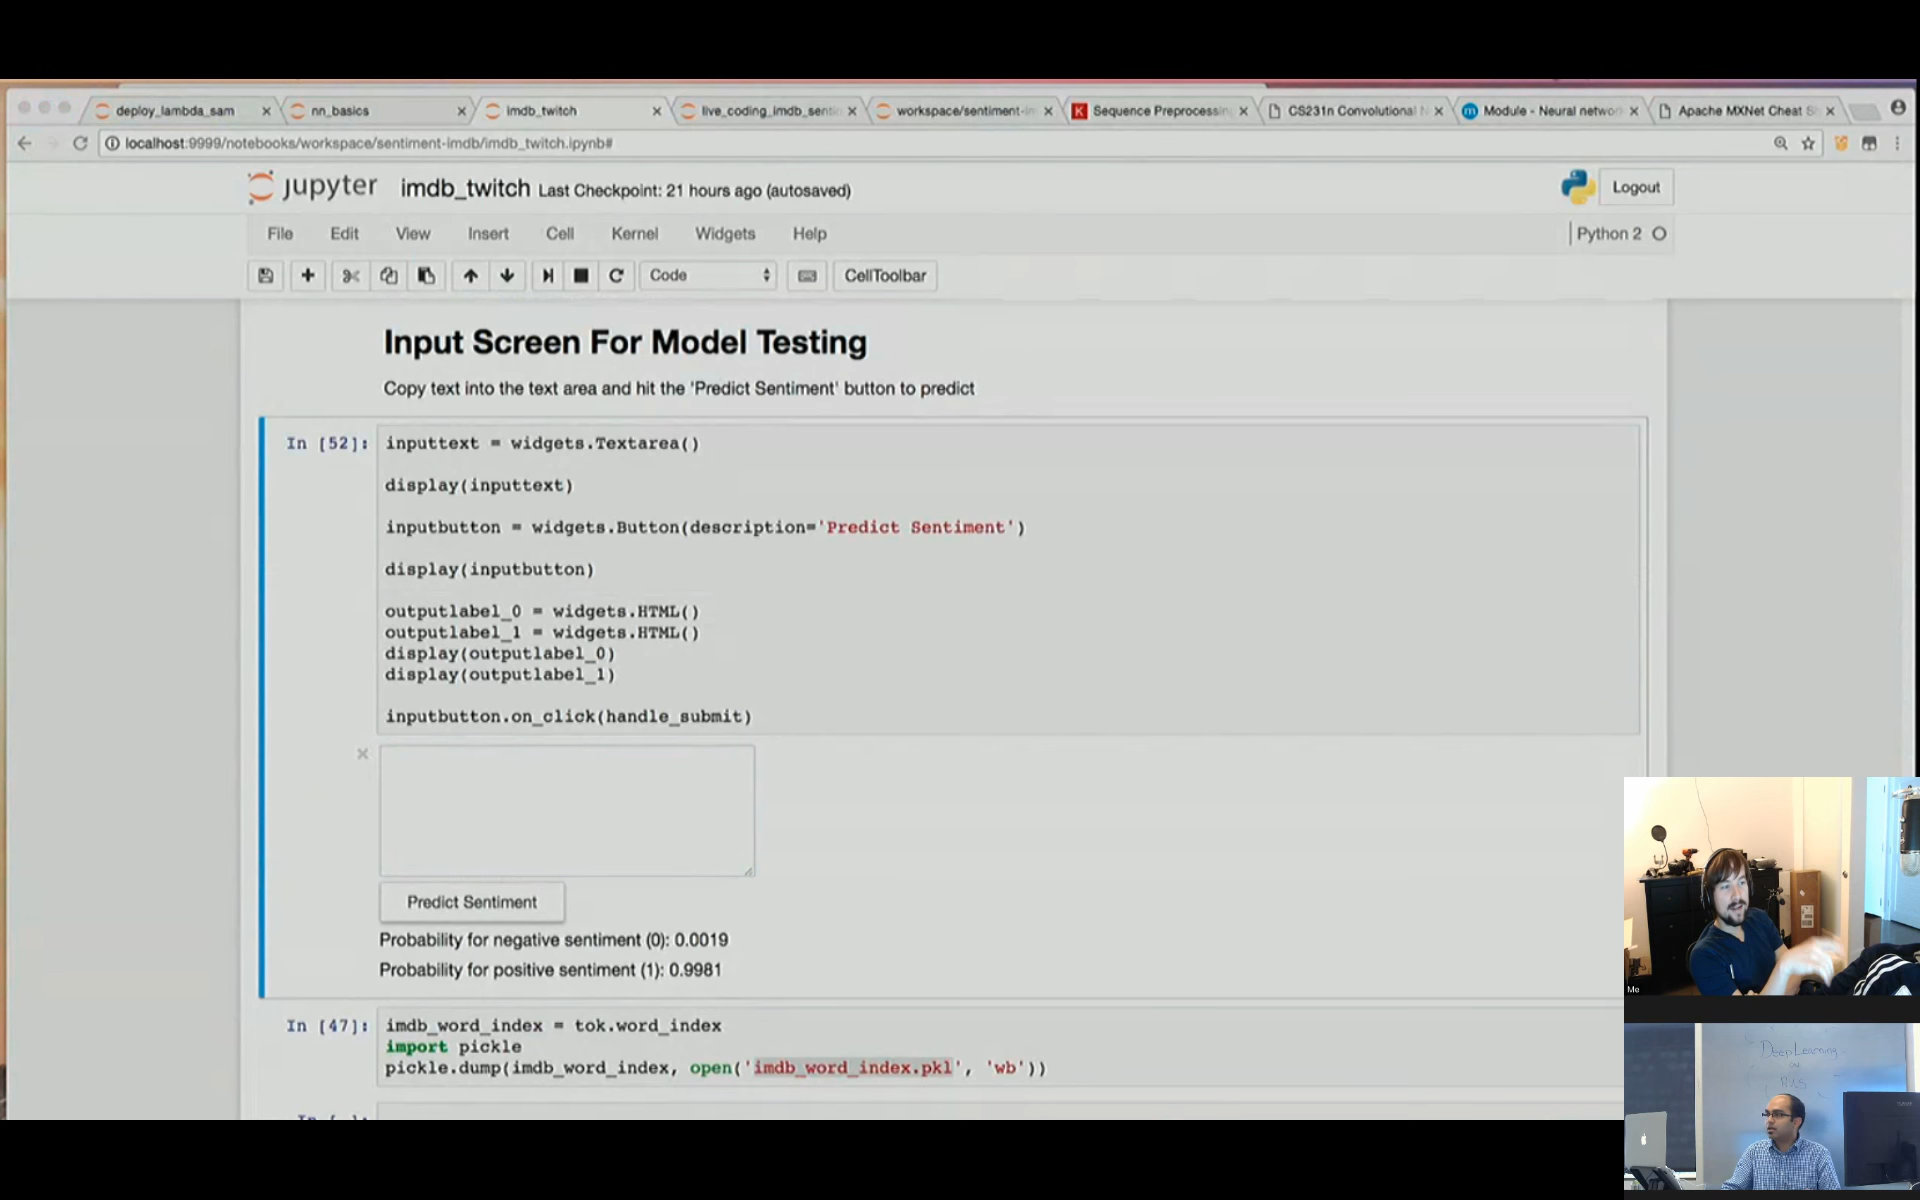 deploy_lambda_sam
nn_basics
imdb_twitch
live_coding_imdb_senti
workspace/sentiment-im
Sequence Preprocessing
CS231n Convolutional N
Module - Neural networ
Apache MXNet Cheat S
localhost:9999/notebooks/workspace/sentiment-imdb/imdb_twitch.ipynb#
jupyter imdb_twitch Last Checkpoint: 21 hours ago (autosaved)
Logout
File Edit View Insert Cell Kernel Widgets Help
Python 2
Code
CellToolbar
Input Screen For Model Testing
Copy text into the text area and hit the 'Predict Sentiment' button to predict
In [52]: inputtext = widgets.Textarea()
display(inputtext)
inputbutton = widgets.Button(description='Predict Sentiment')
display(inputbutton)
outputlabel_0 = widgets.HTML()
outputlabel_1 = widgets.HTML()
display(outputlabel_0)
display(outputlabel_1)
inputbutton.on_click(handle_submit)
Predict Sentiment
Probability for negative sentiment (0): 0.0019
Probability for positive sentiment (1): 0.9981
In [47]: imdb_word_index = tok.word_index
import pickle
pickle.dump(imdb_word_index, open('imdb_word_index.pkl', 'wb'))
Me
Deep Learning
on
AWS